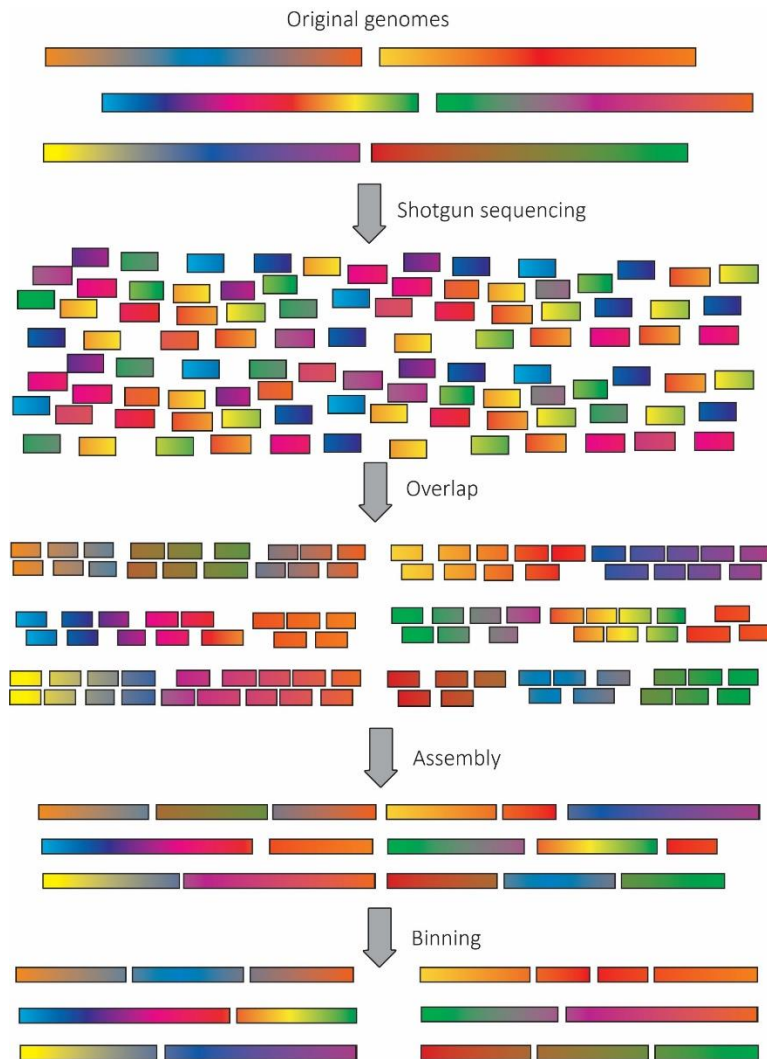 Original genomes
Shotgun sequencing
Overlap
Assembly
Binning